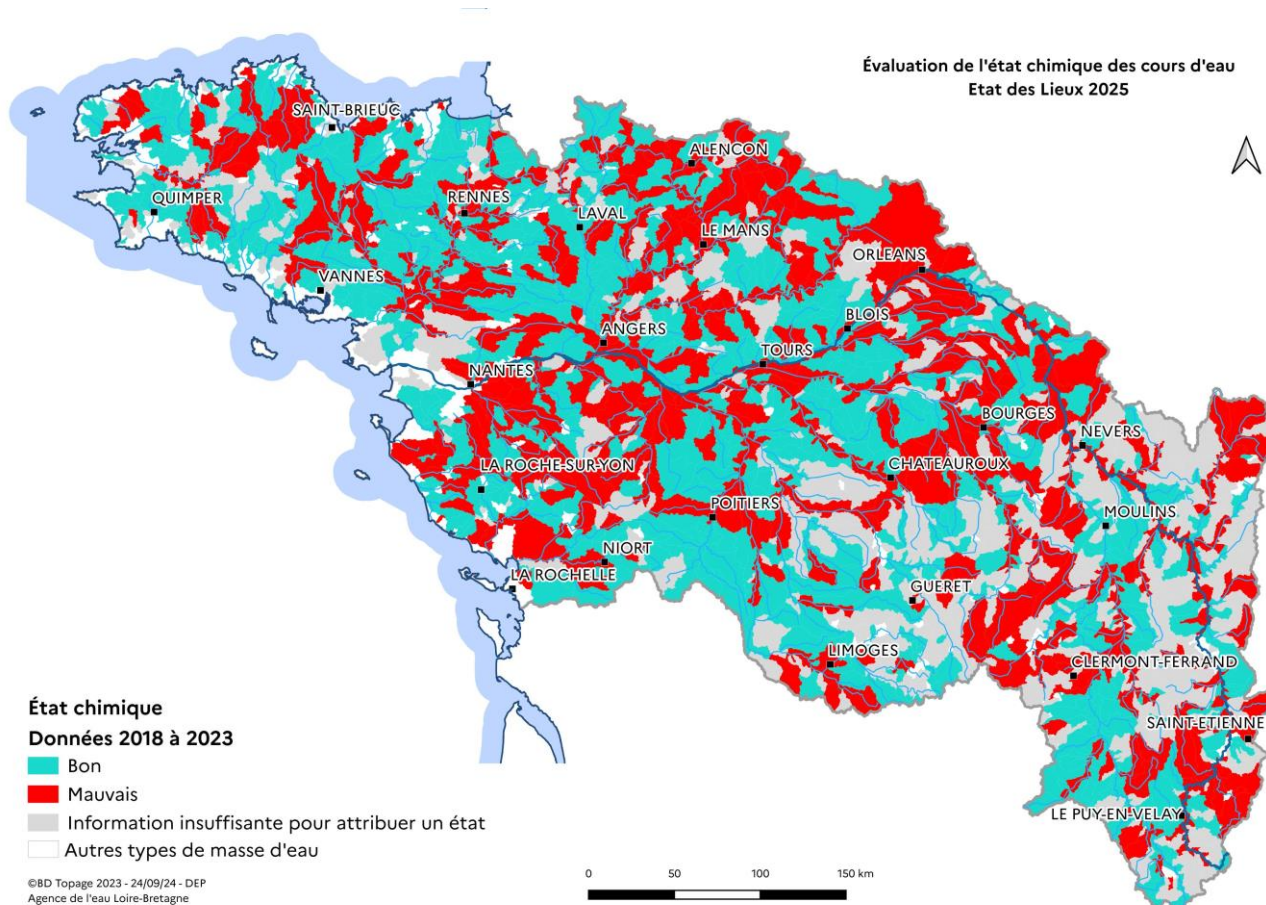 Évaluation de l'état chimique des cours d'eau
Etat des Lieux 2025
SAINT-BRIEUC
ALENCON
QUIMPER
RENNES
LAVAL
LE MANS
ORLEANS
VANNES
BLOIS
ANGERS
TOURS
NANTES
BOURGES
NEVERS
LA ROCHE-SUR-YON
CHATEAUROUX
POITIERS
MOULINS
NIORT
LA ROCHELLE
GUERET
LIMOGES
CLERMONT-FERRAND
SAINT-ETIENNE
LE PUY-EN-VELAY
État chimique
Données 2018 à 2023
Bon
Mauvais
Information insuffisante pour attribuer un état
Autres types de masse d'eau
©BD Topage 2023 - 24/09/24 - DEP
Agence de l'eau Loire-Bretagne
0 50 100 150 km